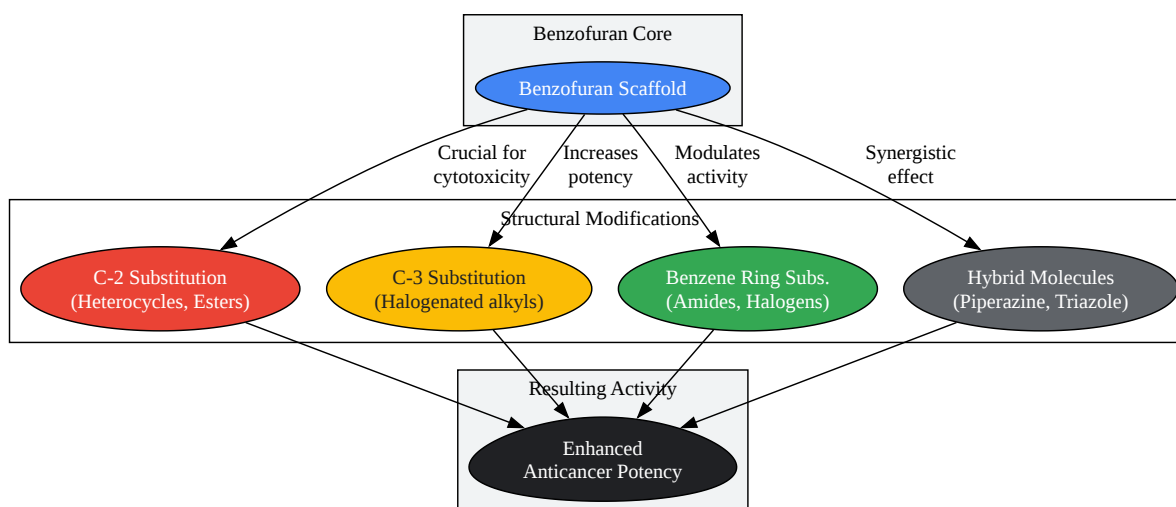 Benzofuran Core
Benzofuran Scaffold
Crucial for
cytotoxicity
Increases
potency
Modulates
activity
Synergistic
effect
Structural Modifications
C-2 Substitution
(Heterocycles, Esters)
C-3 Substitution
(Halogenated alkyls)
Benzene Ring Subs.
(Amides, Halogens)
Hybrid Molecules
(Piperazine, Triazole)
Resulting Activity
Enhanced
Anticancer Potency